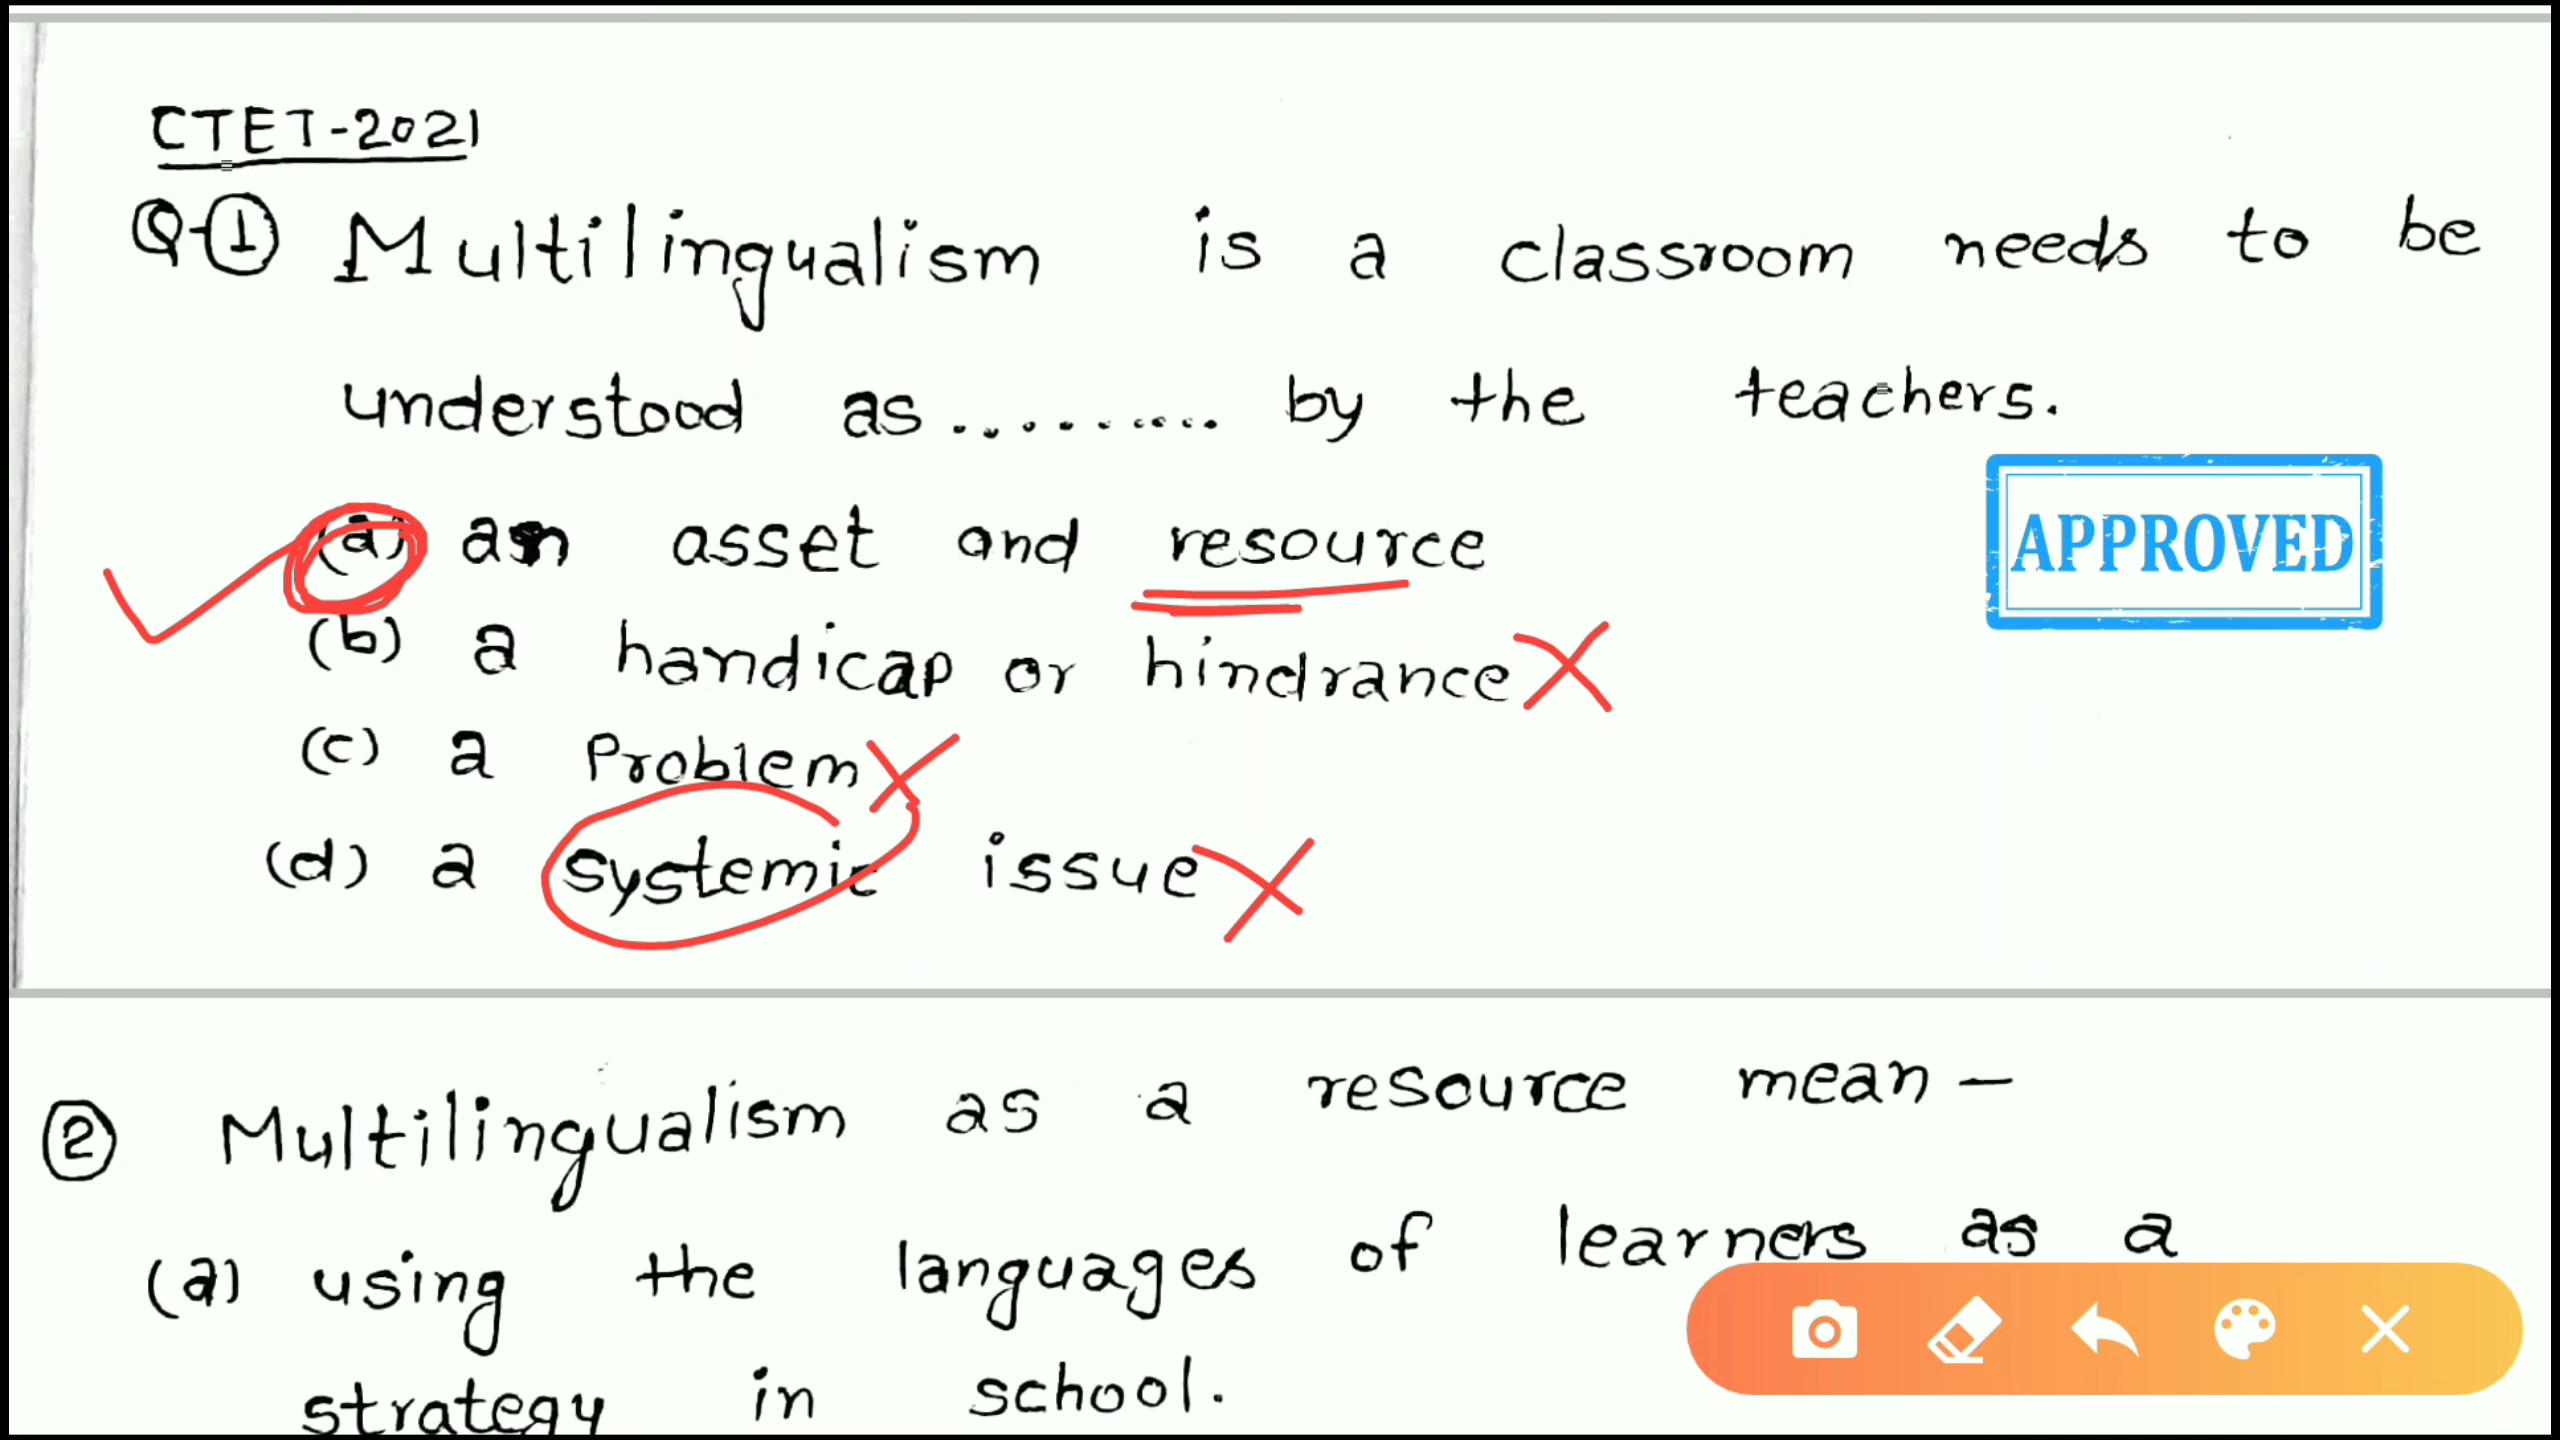 CTET-2021
Q-① Multilingualism is a classroom needs to be
understood as.......... by the teachers.
(a) an asset and resource
APPROVED
(b) a handicap or hindrance
(c) a Problem
(d) a systemic issue
② Multilingualism as a resource mean –
(a) using the languages of learners as a
strategy in school.